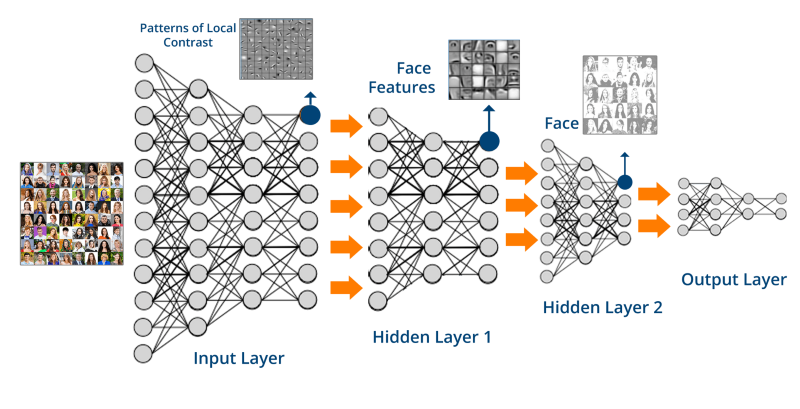 Patterns of Local
Contrast
Face
Features
Face
Input Layer
Hidden Layer 1
Hidden Layer 2
Output Layer